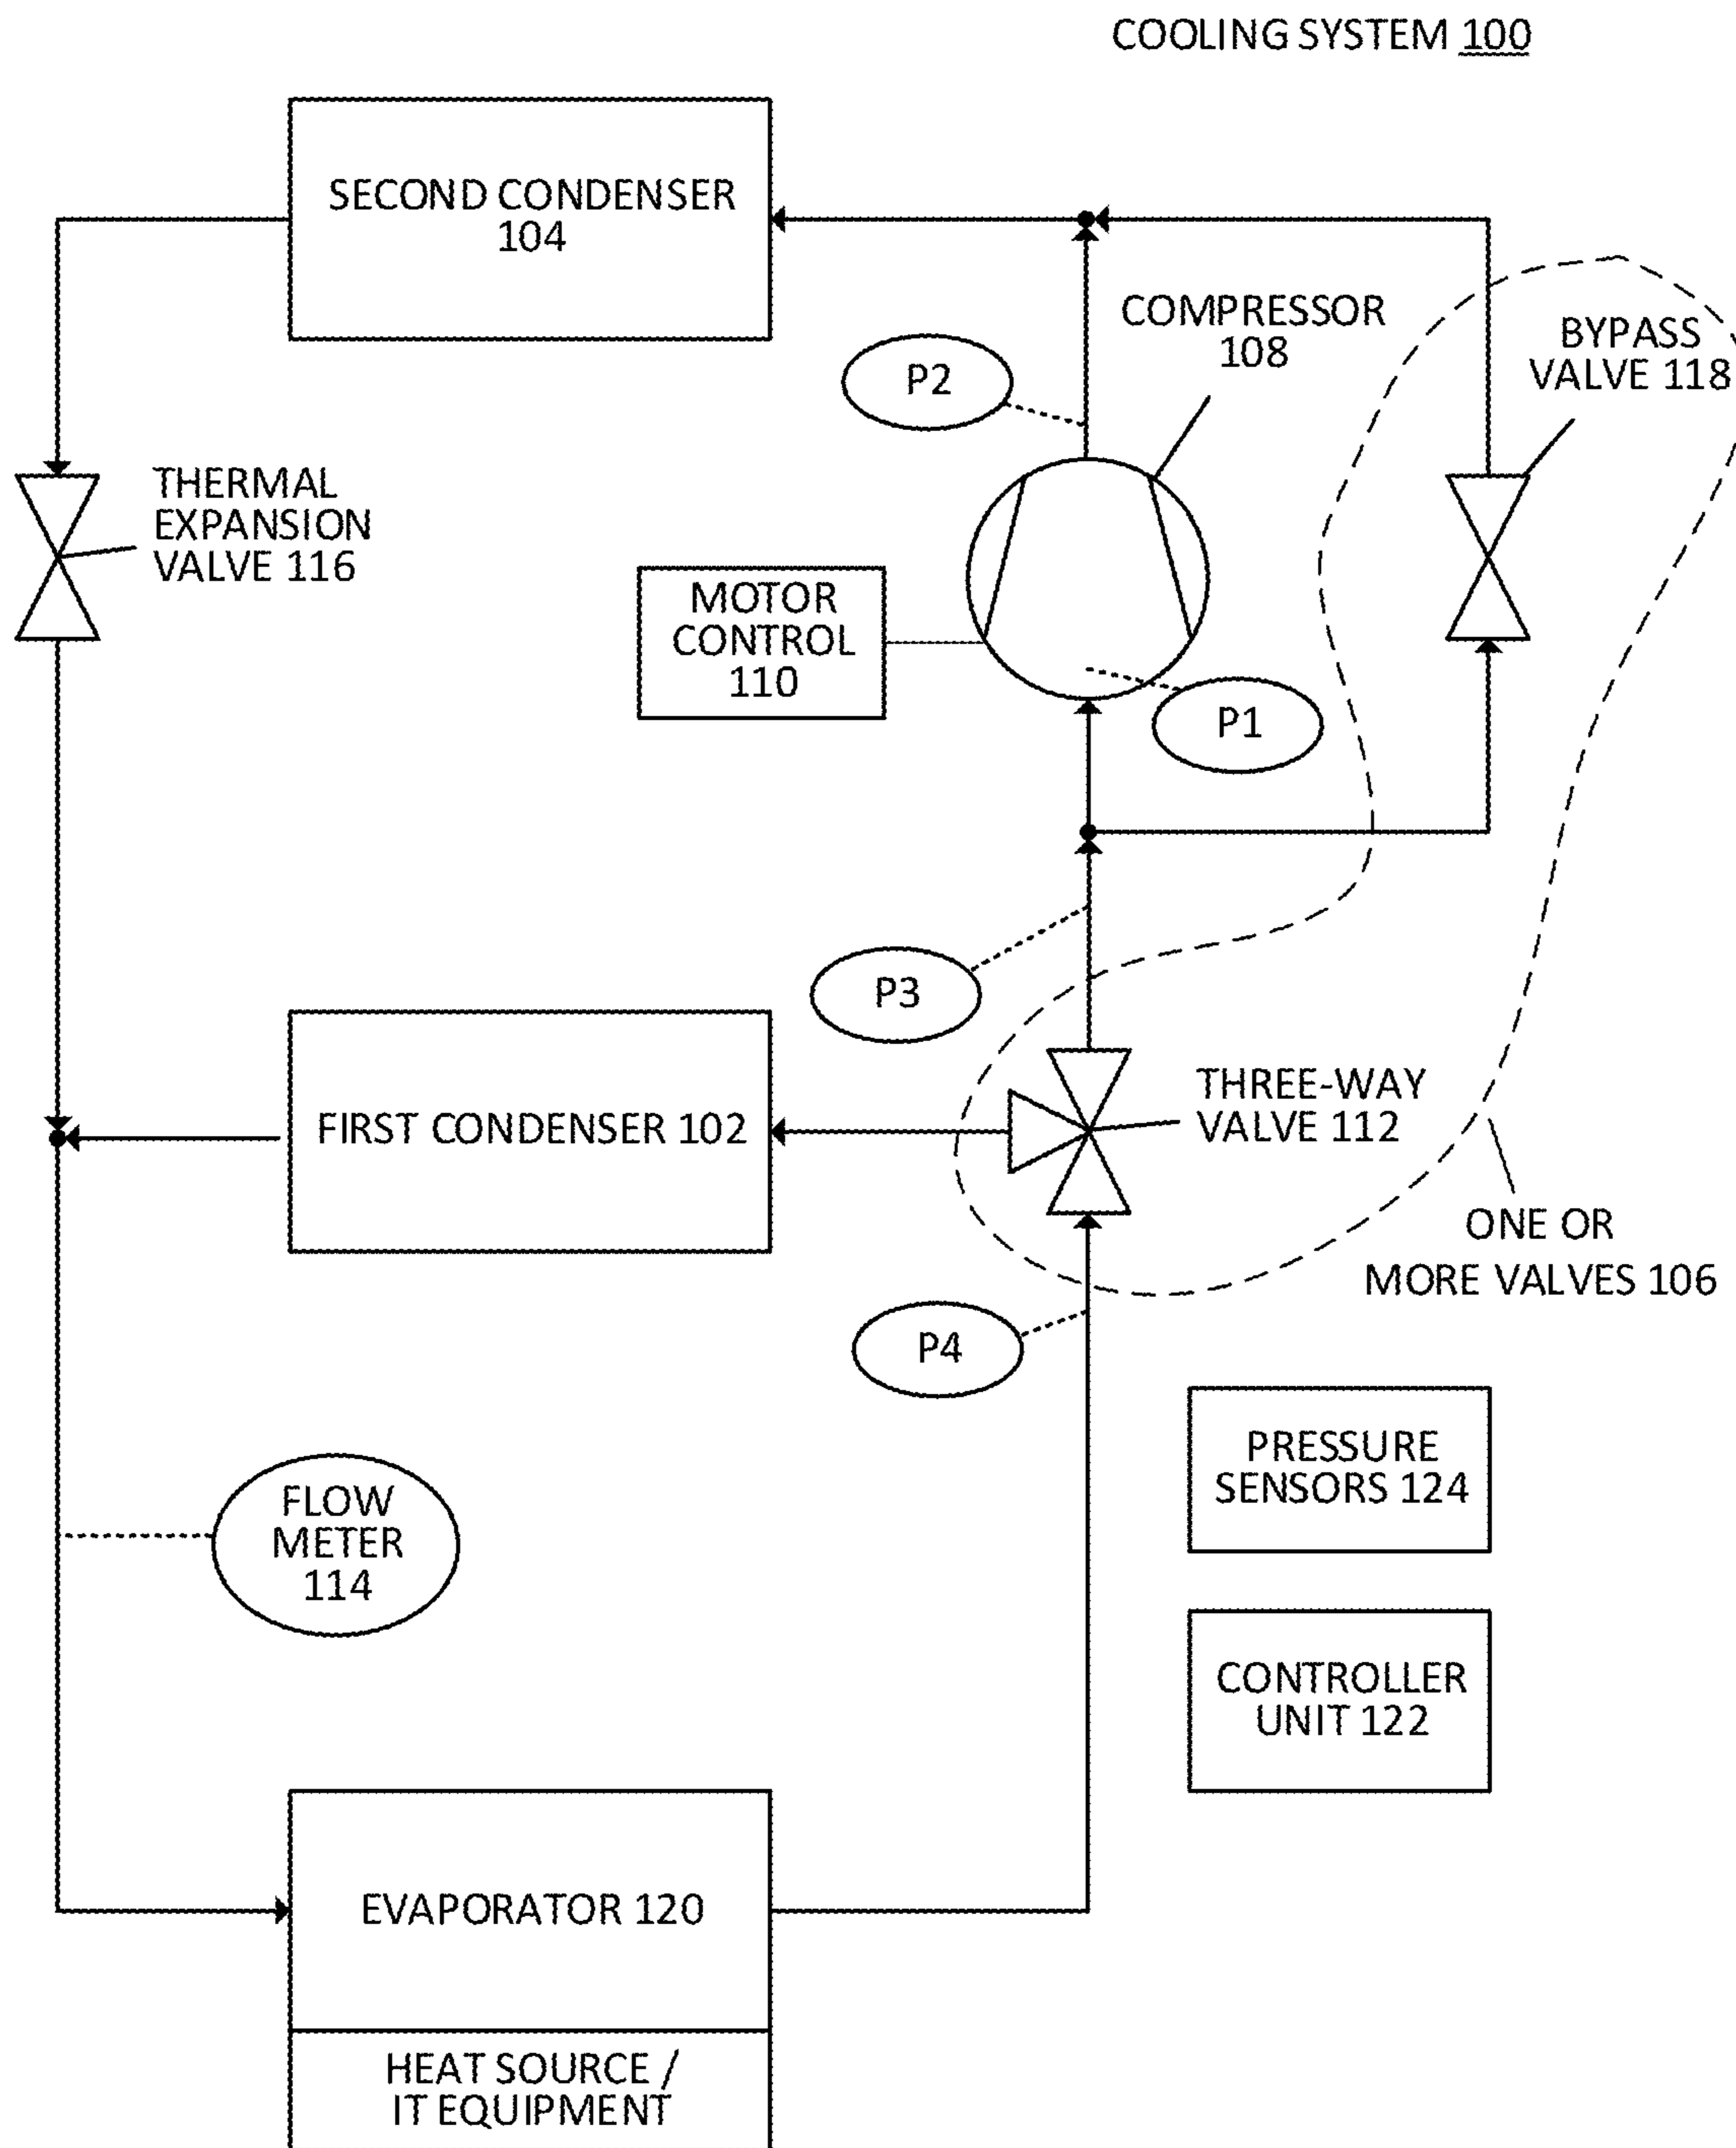 COOLING SYSTEM 100
SECOND CONDENSER
104
COMPRESSOR
108
BYPASS
VALVE 118
P2
THERMAL
EXPANSION
VALVE 116
MOTOR
CONTROL
110
P1
P3
FIRST CONDENSER 102
THREE-WAY
VALVE 112
ONE OR
MORE VALVES 106
P4
PRESSURE
SENSORS 124
FLOW
METER
114
CONTROLLER
UNIT 122
EVAPORATOR 120
HEAT SOURCE /
IT EQUIPMENT